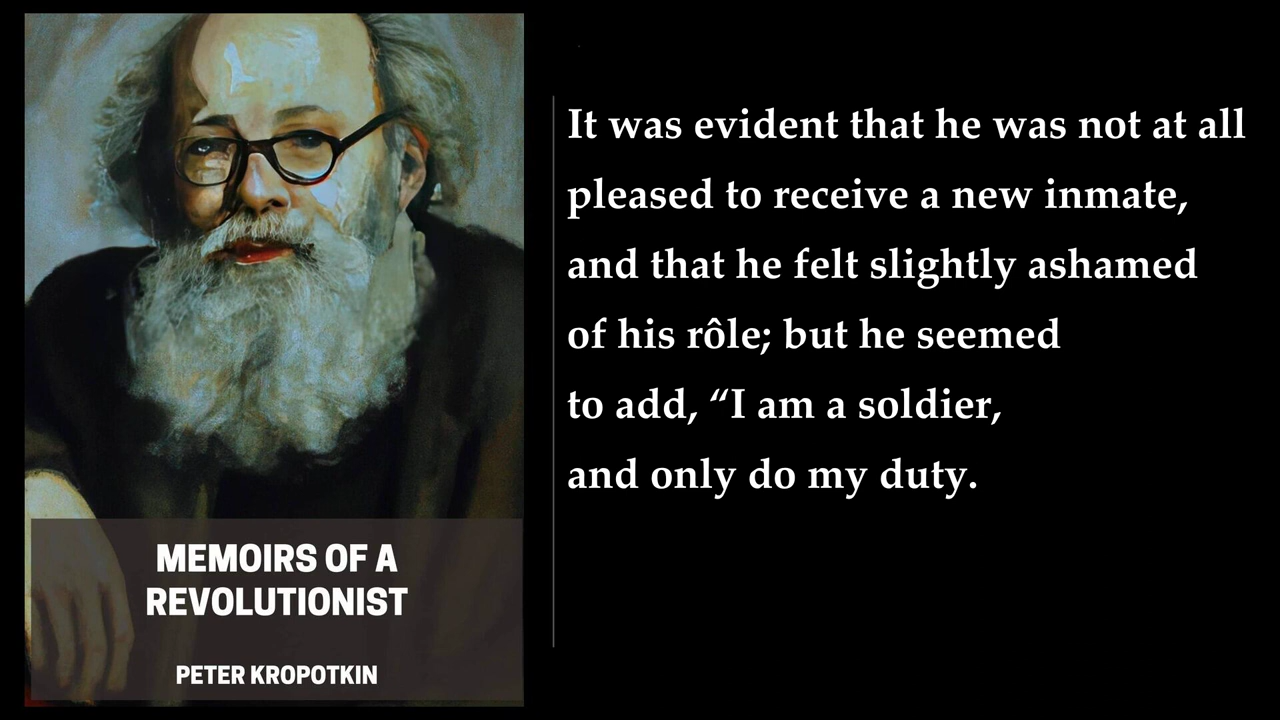 MEMOIRS OF A
REVOLUTIONIST
PETER KROPOTKIN
It was evident that he was not at all
pleased to receive a new inmate,
and that he felt slightly ashamed
of his rôle; but he seemed
to add, “I am a soldier,
and only do my duty.